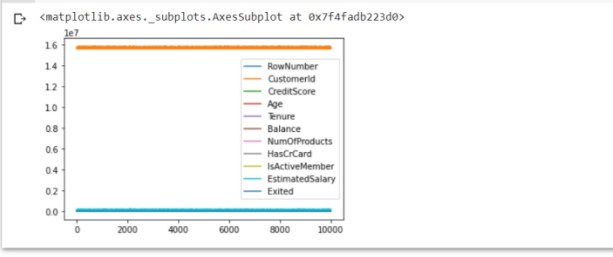 <matplotlib.axes._subplots.AxesSubplot at 0x7f4fadb223d0>
1e7
1.6
1.4
1.2
1.0
0.8
0.6
0.4
0.2
0.0
RowNumber
CustomerId
CreditScore
Age
Tenure
Balance
NumOfProducts
HasCrCard
IsActiveMember
EstimatedSalary
Exited
0 2000 4000 6000 8000 10000